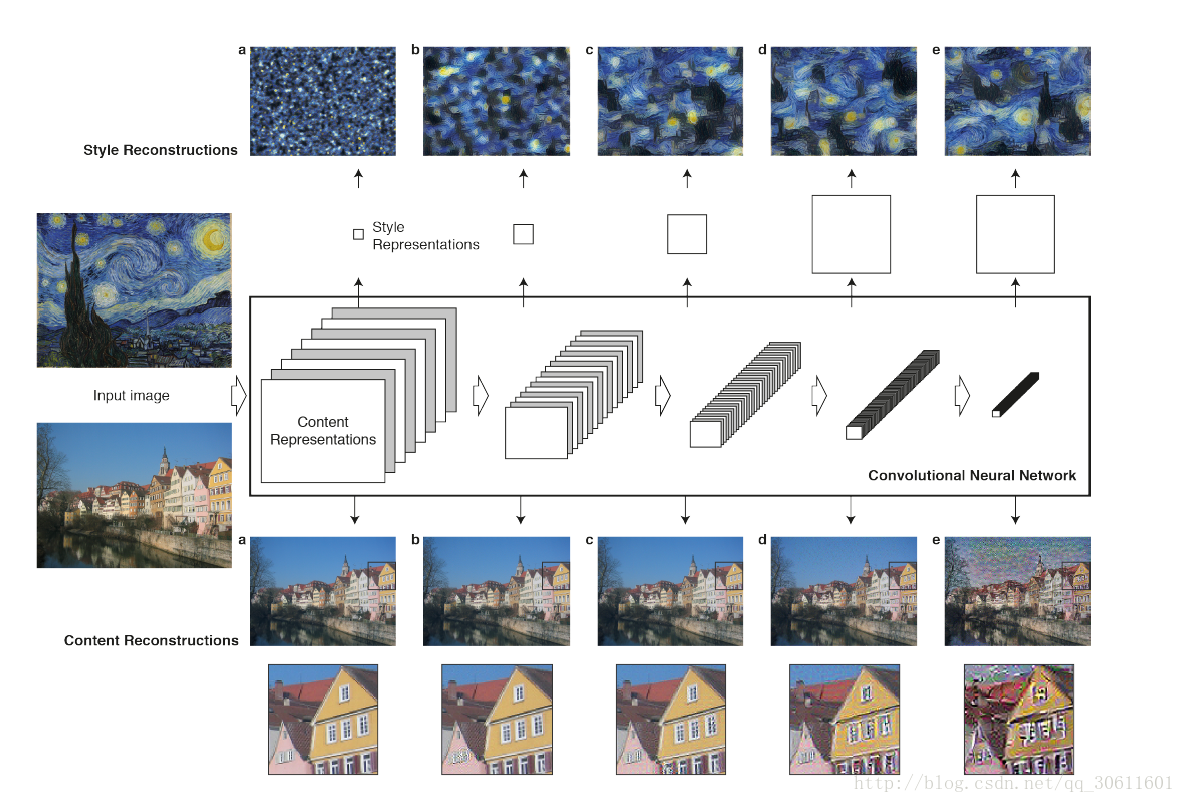 a b c d e
Style Reconstructions
Style
Representations
Input image
Content
Representations
Convolutional Neural Network
a b c d e
Content Reconstructions
http://blog.csdn.net/qq_30611601